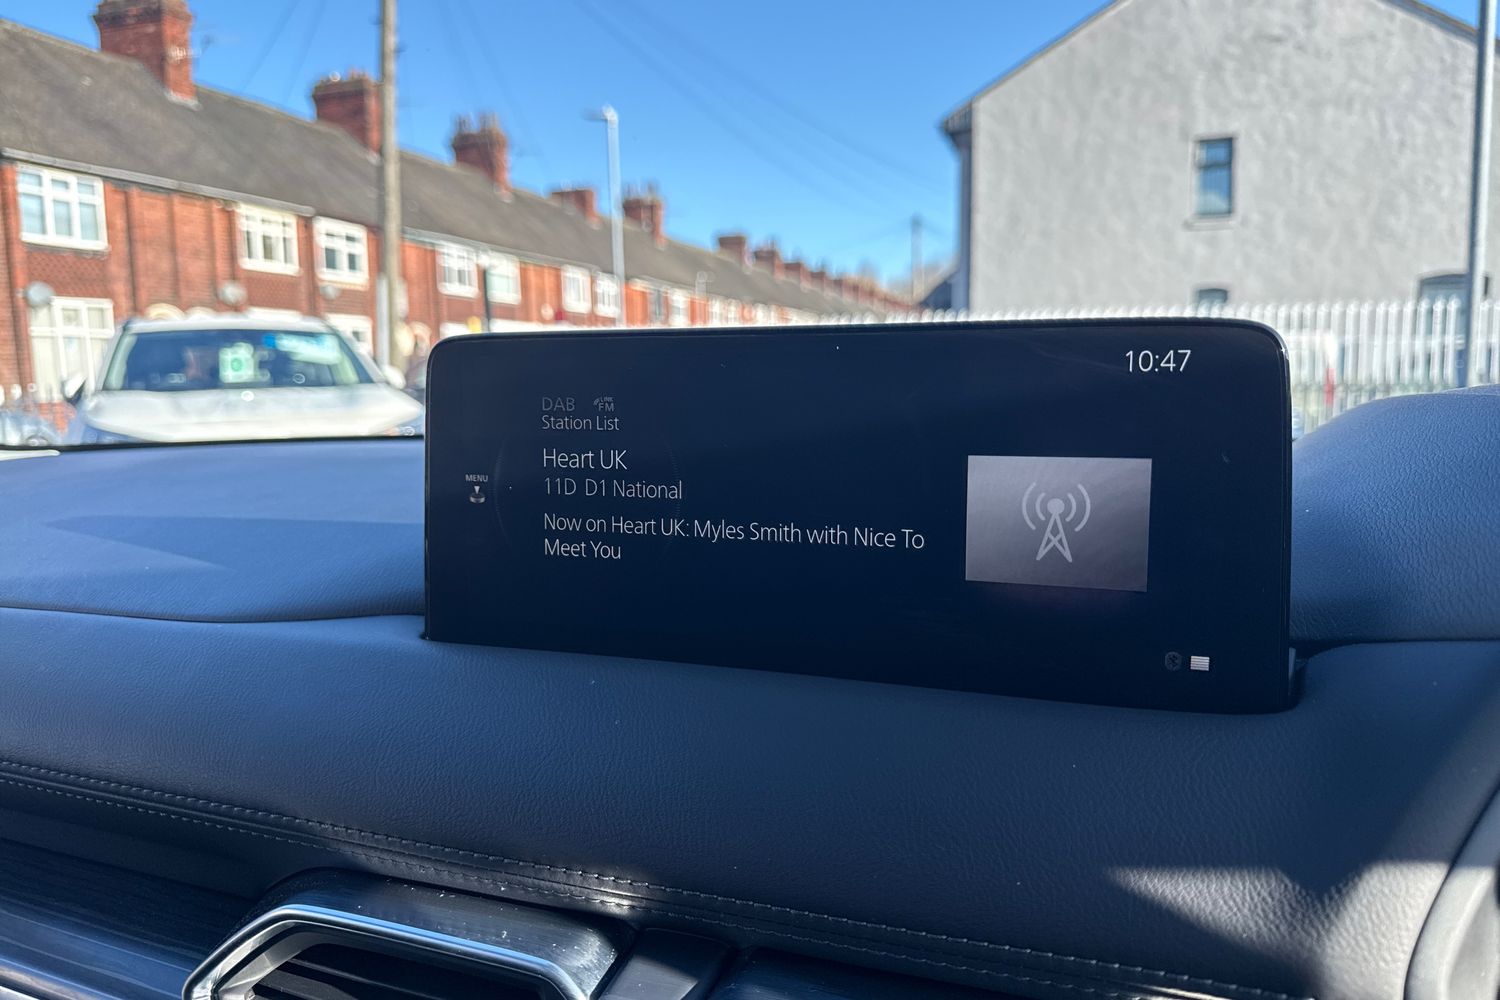 10:47
DAB LINK FM
Station List
Heart UK
MENU
11D D1 National
Now on Heart UK: Myles Smith with Nice To
Meet You